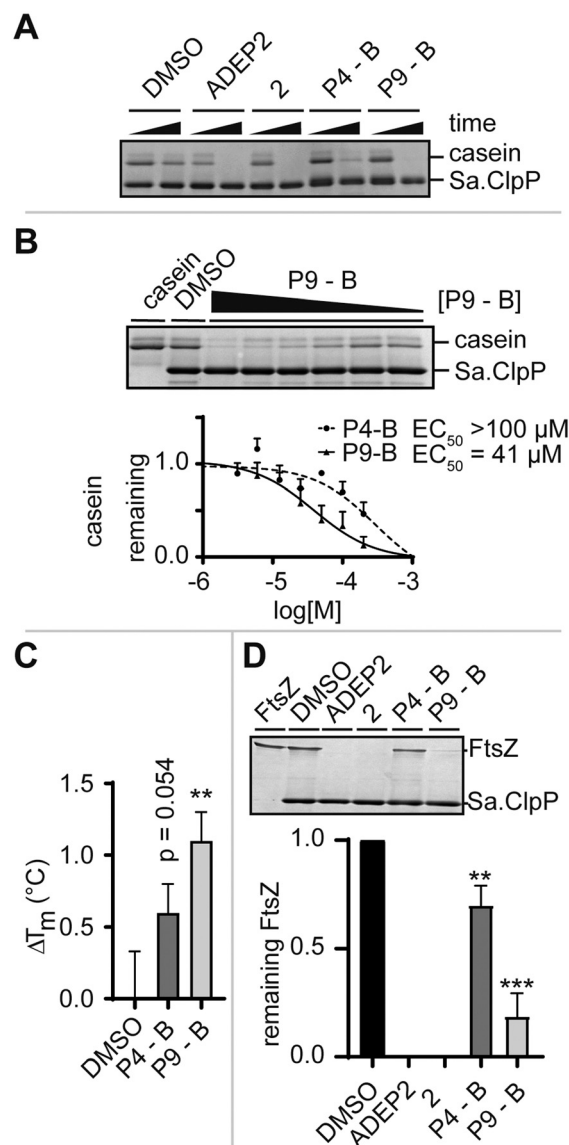 A
DMSO ADEP2 2 P4 - B P9 - B
time
casein
Sa.ClpP
B
casein DMSO P9 - B [P9 - B]
casein
Sa.ClpP
P4-B EC50 >100 µM
P9-B EC50 = 41 µM
1.0
0.0
casein remaining
-6 -5 -4 -3
log[M]
C
1.5
1.0
0.5
0.0
ΔTm (°C)
p = 0.054
**
DMSO P4 - B P9 - B
D
FtsZ DMSO ADEP2 2 P4 - B P9 - B
FtsZ
Sa.ClpP
1.0
0.5
0.0
remaining FtsZ
**
***
DMSO ADEP2 2 P4 - B P9 - B